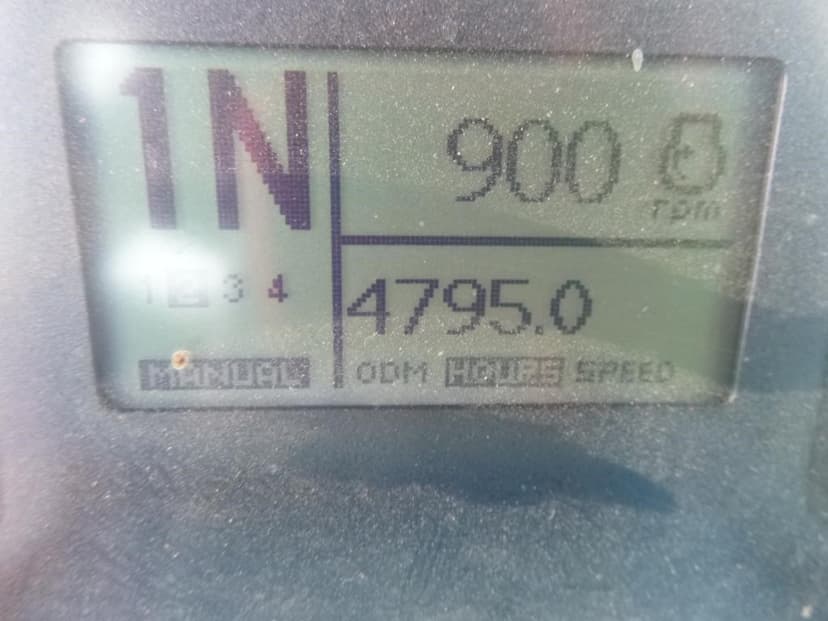 1N
900
rpm
1 2 3 4
4795.0
MANUAL
ODM HOURS SPEED